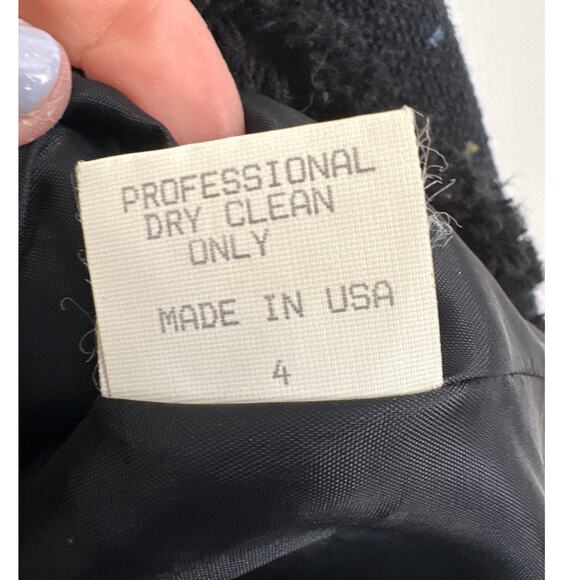 PROFESSIONAL
DRY CLEAN
ONLY
MADE IN USA
4